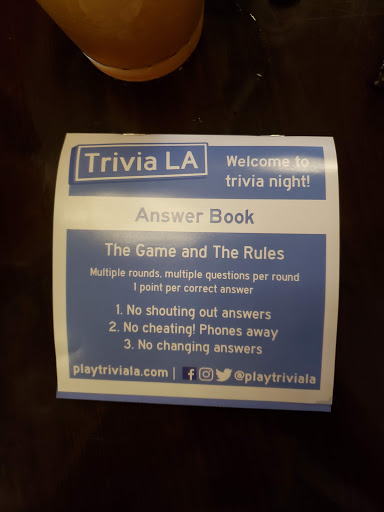 Trivia LA
Welcome to
trivia night!
Answer Book
The Game and The Rules
Multiple rounds, multiple questions per round
1 point per correct answer
1. No shouting out answers
2. No cheating! Phones away
3. No changing answers
playtriviala.com | @playtriviala